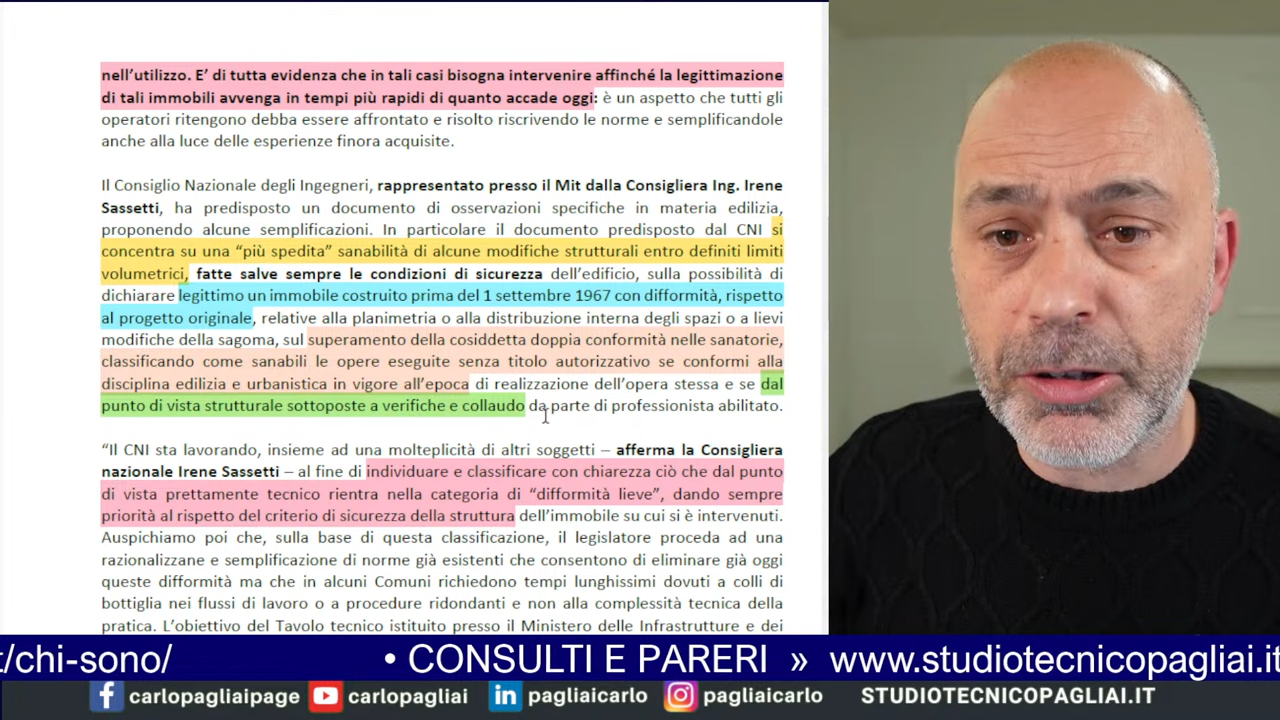 nell’utilizzo. E’ di tutta evidenza che in tali casi bisogna intervenire affinché la legittimazione
di tali immobili avvenga in tempi più rapidi di quanto accade oggi: è un aspetto che tutti gli
operatori ritengono debba essere affrontato e risolto riscrivendo le norme e semplificandole
anche alla luce delle esperienze finora acquisite.
Il Consiglio Nazionale degli Ingegneri, rappresentato presso il Mit dalla Consigliera Ing. Irene
Sassetti, ha predisposto un documento di osservazioni specifiche in materia edilizia,
proponendo alcune semplificazioni. In particolare il documento predisposto dal CNI si
concentra su una “più spedita” sanabilità di alcune modifiche strutturali entro definiti limiti
volumetrici, fatte salve sempre le condizioni di sicurezza dell’edificio, sulla possibilità di
dichiarare legittimo un immobile costruito prima del 1 settembre 1967 con difformità, rispetto
al progetto originale, relative alla planimetria o alla distribuzione interna degli spazi o a lievi
modifiche della sagoma, sul superamento della cosiddetta doppia conformità nelle sanatorie,
classificando come sanabili le opere eseguite senza titolo autorizzativo se conformi alla
disciplina edilizia e urbanistica in vigore all’epoca di realizzazione dell’opera stessa e se dal
punto di vista strutturale sottoposte a verifiche e collaudo da parte di professionista abilitato.
“Il CNI sta lavorando, insieme ad una molteplicità di altri soggetti – afferma la Consigliera
nazionale Irene Sassetti – al fine di individuare e classificare con chiarezza ciò che dal punto
di vista prettamente tecnico rientra nella categoria di “difformità lieve”, dando sempre
priorità al rispetto del criterio di sicurezza della struttura dell’immobile su cui si è intervenuti.
Auspichiamo poi che, sulla base di questa classificazione, il legislatore proceda ad una
razionalizzane e semplificazione di norme già esistenti che consentono di eliminare già oggi
queste difformità ma che in alcuni Comuni richiedono tempi lunghissimi dovuti a colli di
bottiglia nei flussi di lavoro o a procedure ridondanti e non alla complessità tecnica della
pratica. L’obiettivo del Tavolo tecnico istituito presso il Ministero delle Infrastrutture e dei
t/chi-sono/ • CONSULTI E PARERI » www.studiotecnicopagliai.it
carlopagliaipage carlopagliai pagliaicarlo pagliaicarlo STUDIOTECNICOPAGLIAI.IT